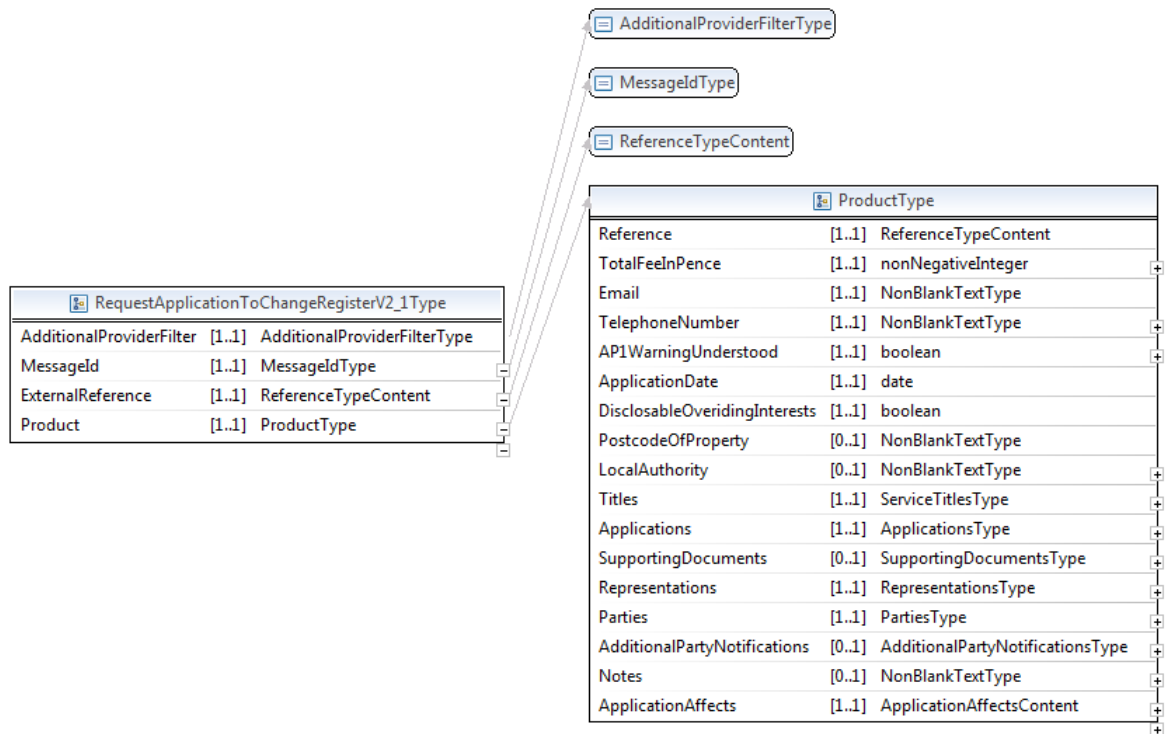 AdditionalProviderFilterType
MessageIdType
ReferenceTypeContent
RequestApplicationToChangeRegisterV2_1Type
AdditionalProviderFilter [1..1] AdditionalProviderFilterType
MessageId [1..1] MessageIdType
ExternalReference [1..1] ReferenceTypeContent
Product [1..1] ProductType
ProductType
Reference [1..1] ReferenceTypeContent
TotalFeeInPence [1..1] nonNegativeInteger
Email [1..1] NonBlankTextType
TelephoneNumber [1..1] NonBlankTextType
AP1WarningUnderstood [1..1] boolean
ApplicationDate [1..1] date
DisclosableOveridingInterests [1..1] boolean
PostcodeOfProperty [0..1] NonBlankTextType
LocalAuthority [0..1] NonBlankTextType
Titles [1..1] ServiceTitlesType
Applications [1..1] ApplicationsType
SupportingDocuments [0..1] SupportingDocumentsType
Representations [1..1] RepresentationsType
Parties [1..1] PartiesType
AdditionalPartyNotifications [0..1] AdditionalPartyNotificationsType
Notes [0..1] NonBlankTextType
ApplicationAffects [1..1] ApplicationAffectsContent